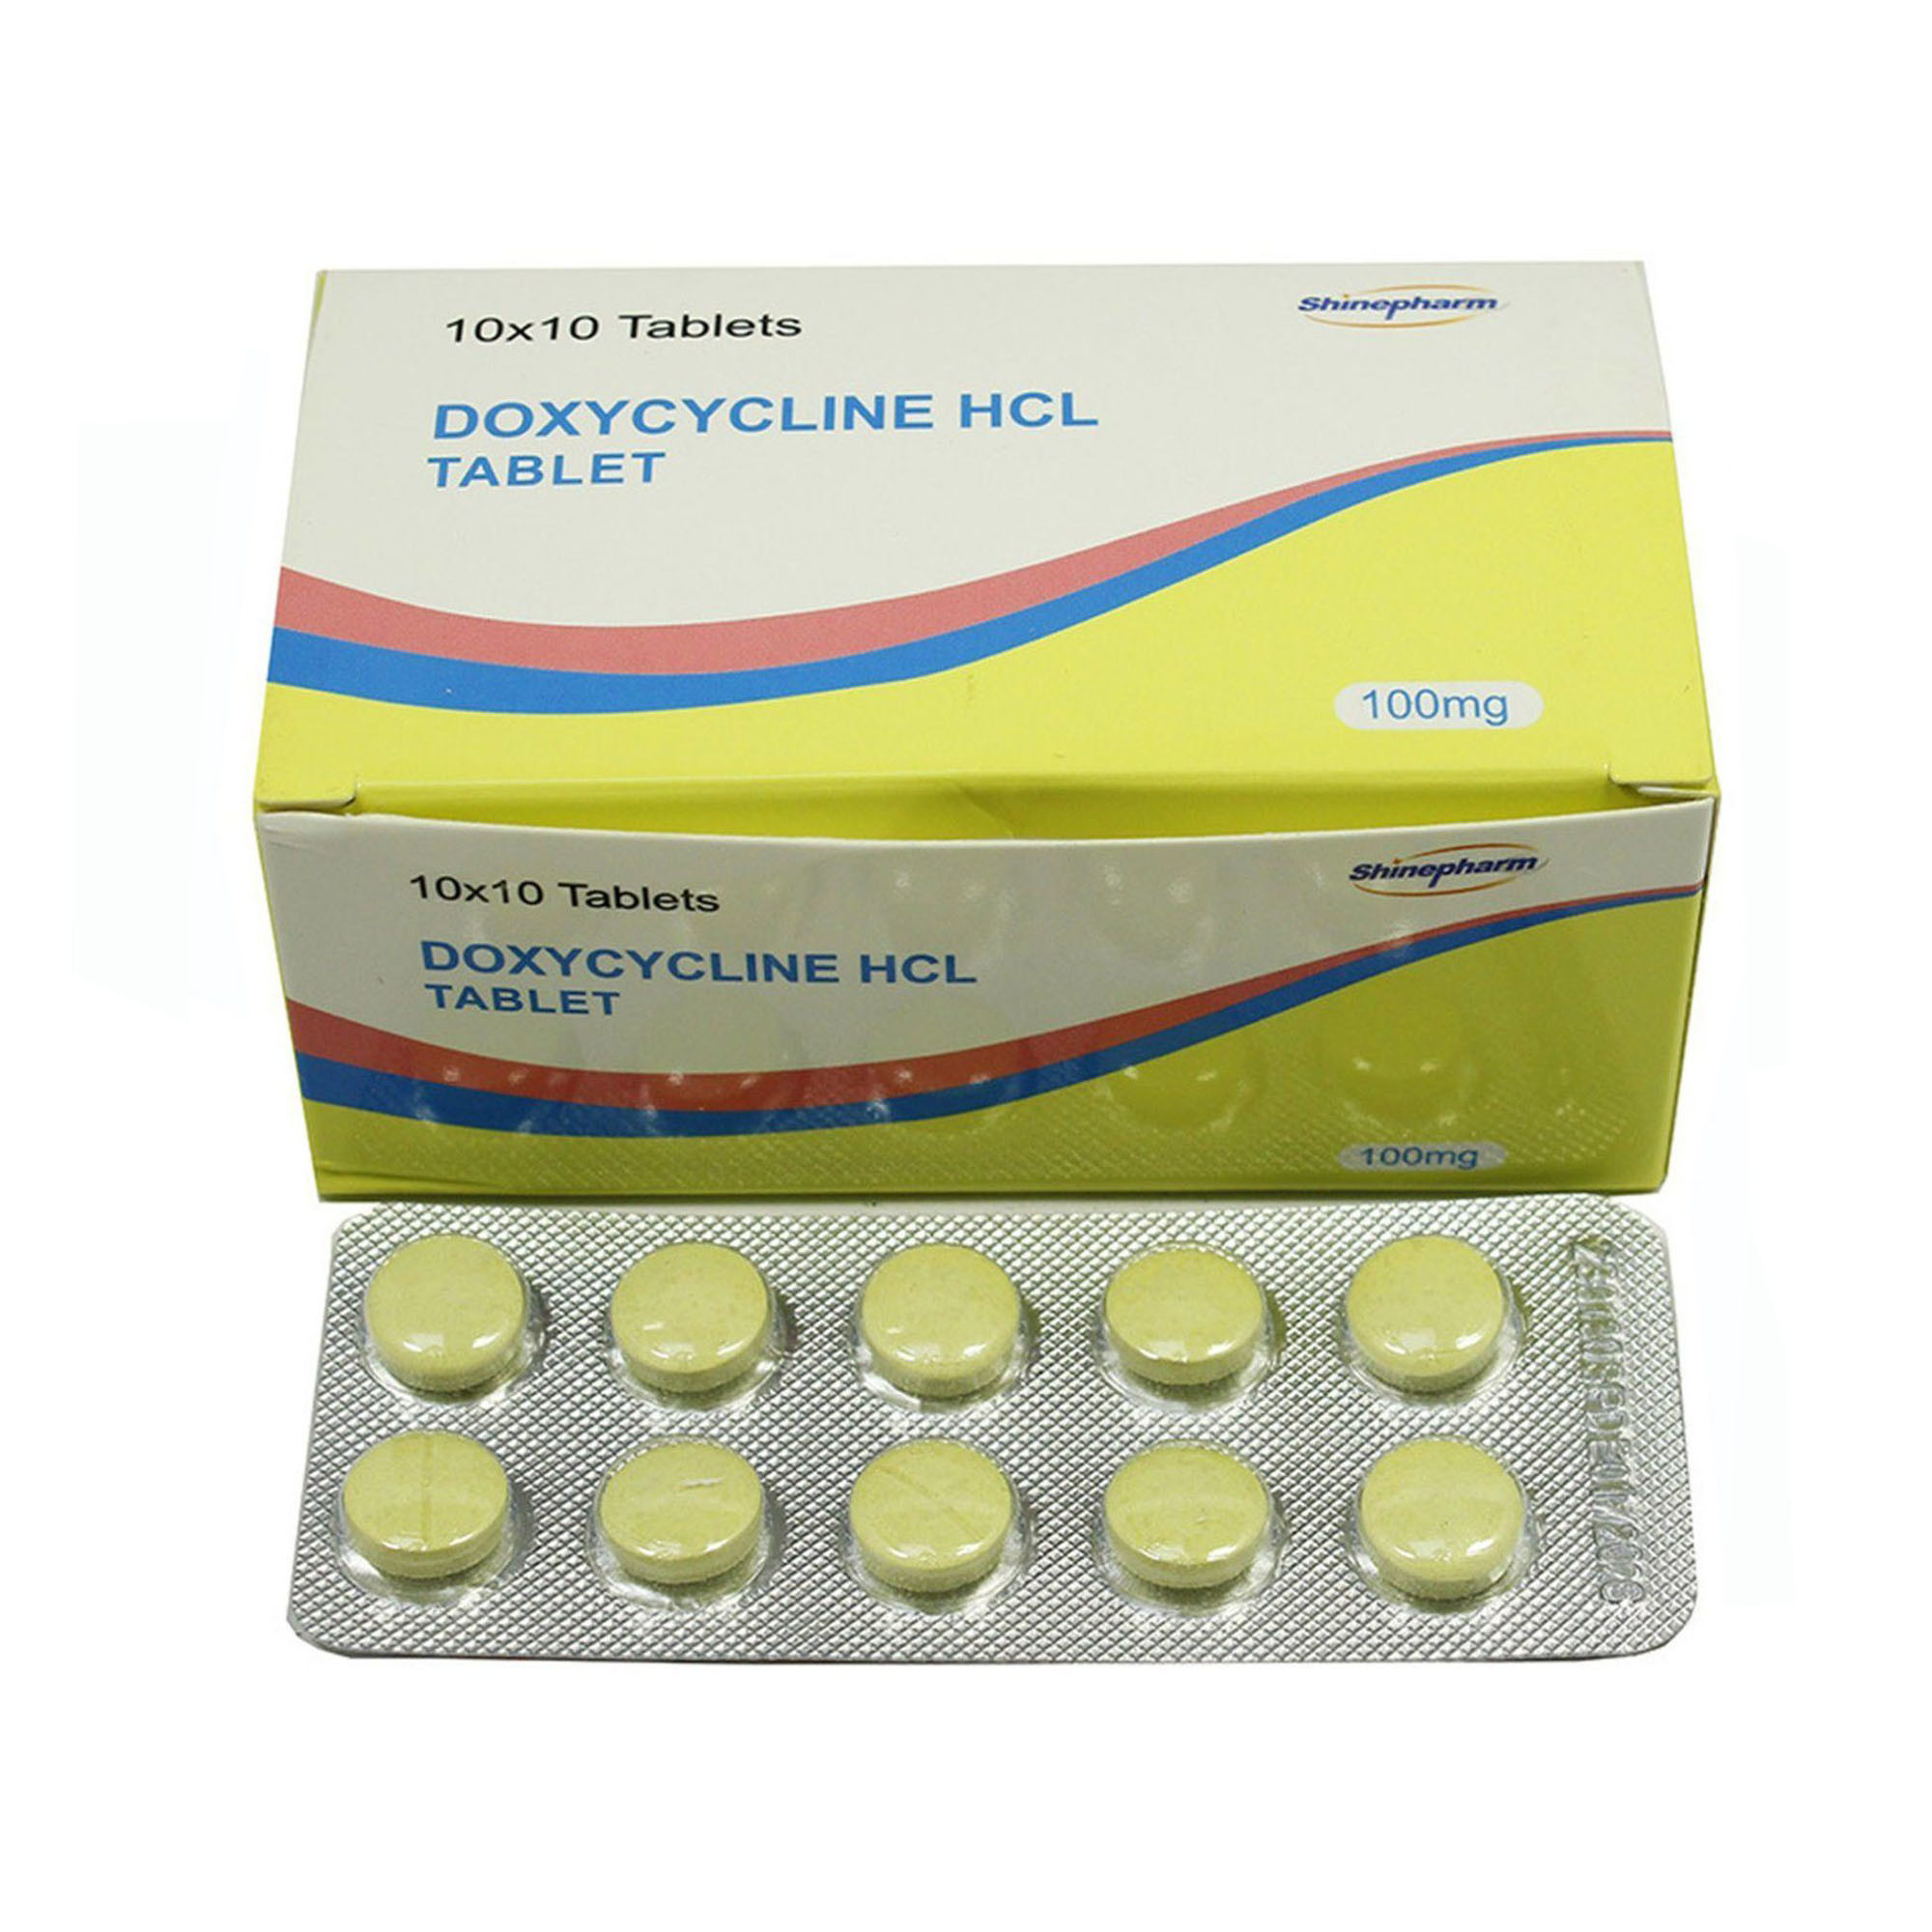 10x10 Tablets
Shinepharm
DOXYCYCLINE HCL
TABLET
100mg
10x10 Tablets
Shinepharm
DOXYCYCLINE HCL
TABLET
100mg